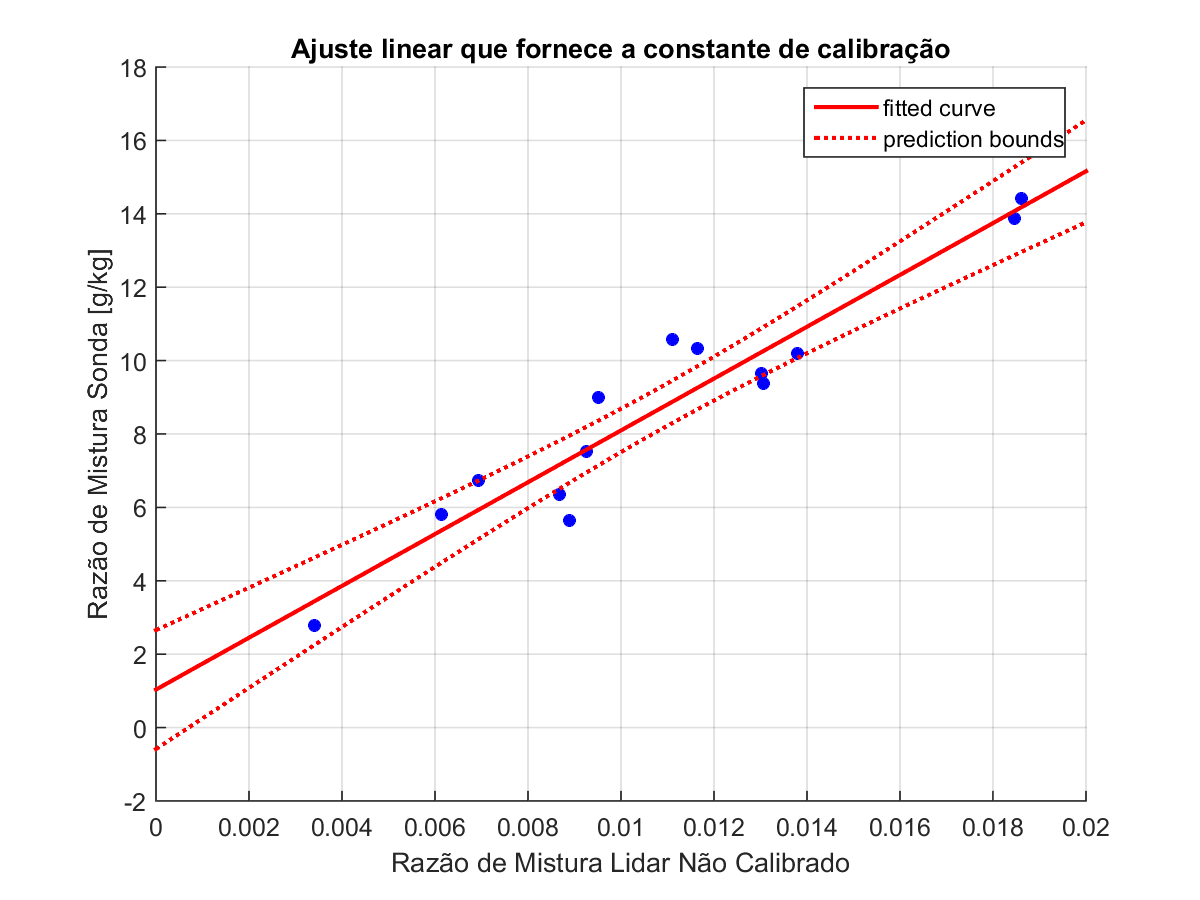 Ajuste linear que fornece a constante de calibração
18
16
14
12
10
8
6
4
2
0
-2
Razão de Mistura Sonda [g/kg]
fitted curve
prediction bounds
0 0.002 0.004 0.006 0.008 0.01 0.012 0.014 0.016 0.018 0.02
Razão de Mistura Lidar Não Calibrado